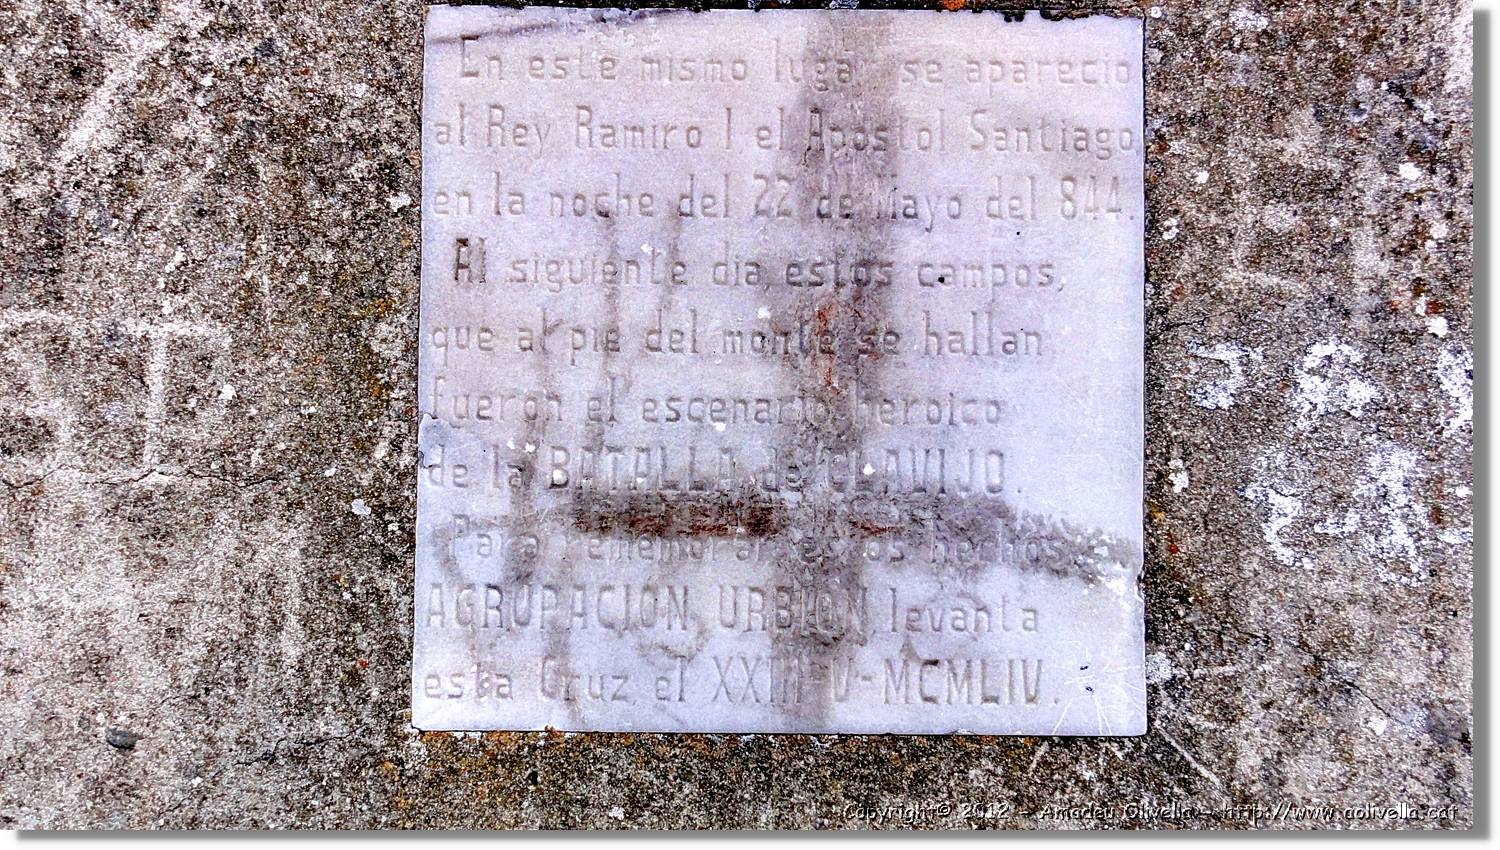 En este mismo lugar se aparecio
al Rey Ramiro I el Apostol Santiago,
en la noche del 22 de Mayo del 844.
Al siguiente dia, estos campos,
que al pie del monte se hallan
fueron el escenario heroico
de la BATALLA de CLAVIJO.
Para rememorar estos hechos
AGRUPACION URBION levanta
esta Cruz, el XXIII-V-MCMLIV.
Copyright© 2012 - Amadeu Olivella - http://www.aolivella.cat